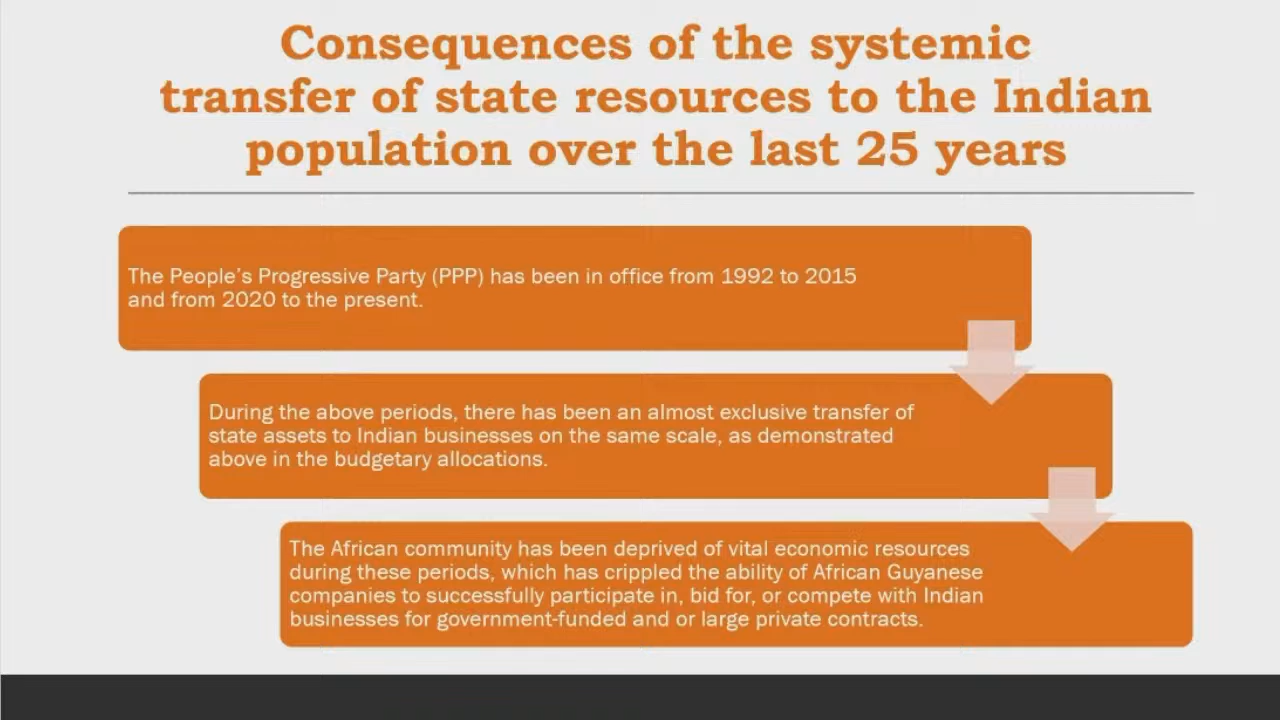 Consequences of the systemic
transfer of state resources to the Indian
population over the last 25 years
The People’s Progressive Party (PPP) has been in office from 1992 to 2015
and from 2020 to the present.
During the above periods, there has been an almost exclusive transfer of
state assets to Indian businesses on the same scale, as demonstrated
above in the budgetary allocations.
The African community has been deprived of vital economic resources
during these periods, which has crippled the ability of African Guyanese
companies to successfully participate in, bid for, or compete with Indian
businesses for government-funded and or large private contracts.